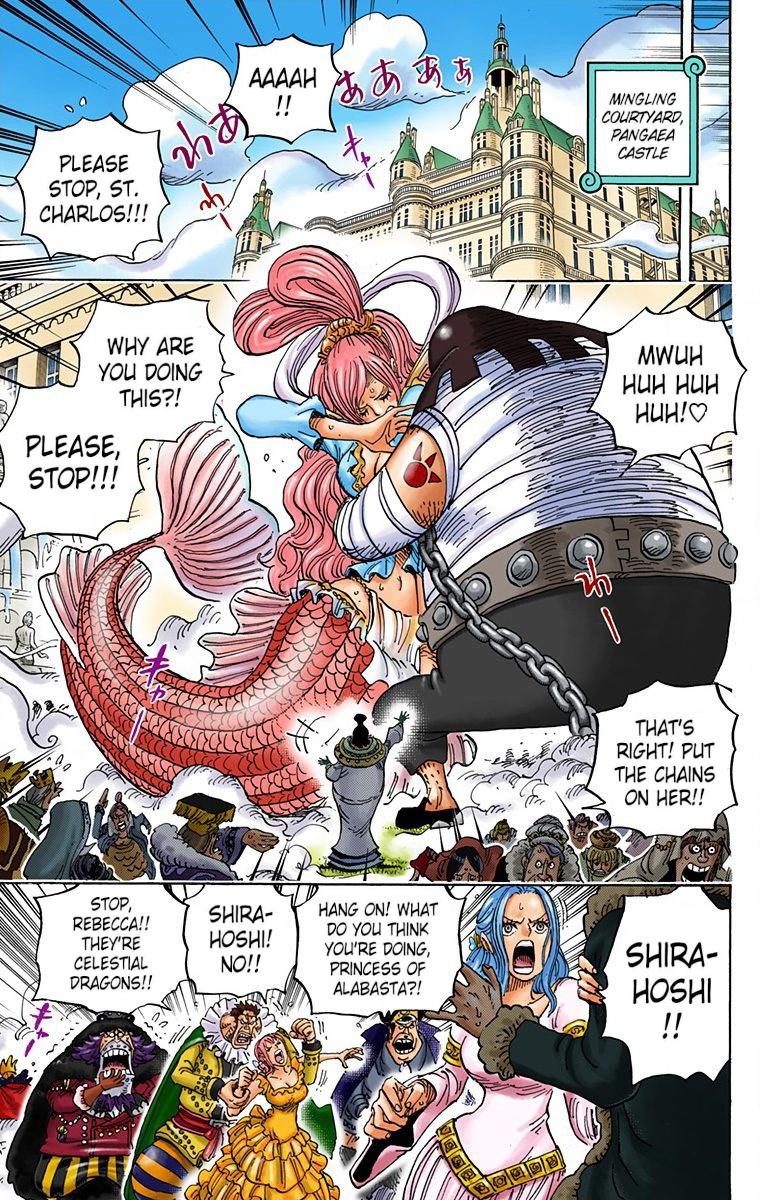 MINGLING
COURTYARD,
PANGAEA
CASTLE
AAAAH
!!
ああぁぁ
わあ
ー
キャー
PLEASE
STOP, ST.
CHARLOS!!!
MWUH
HUH HUH
HUH!♡
WHY ARE
YOU DOING
THIS?!
PLEASE,
STOP!!!
わー
キャー
THAT'S
RIGHT! PUT
THE CHAINS
ON HER!!
SHIRA-
HOSHI
!!
HANG ON! WHAT
DO YOU THINK
YOU'RE DOING,
PRINCESS OF
ALABASTA?!
SHIRA-
HOSHI!
NO!!
STOP,
REBECCA!!
THEY'RE
CELESTIAL
DRAGONS!!
キャー